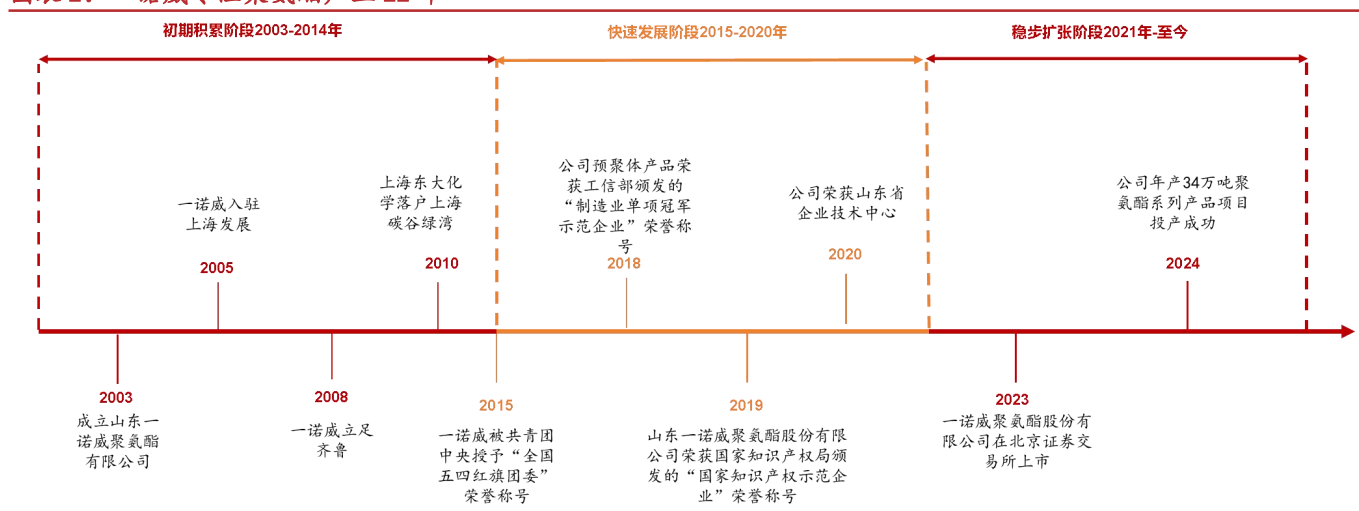 初期积累阶段2003-2014年
快速发展阶段2015-2020年
稳步扩张阶段2021年-至今
一诺威入驻
上海发展
2005
上海东大化
学落户上海
碳谷绿湾
2010
公司预聚体产品荣
获工信部颁发的
“制造业单项冠军
示范企业”荣誉称
号
2018
公司荣获山东省
企业技术中心
2020
公司年产34万吨聚
氨酯系列产品项目
投产成功
2024
2003
成立山东一
诺威聚氨酯
有限公司
2008
一诺威立足
齐鲁
2015
一诺威被共青团
中央授予“全国
五四红旗团委”
荣誉称号
2019
山东一诺威聚氨酯股份有限
公司荣获国家知识产权局颁
发的“国家知识产权示范企
业”荣誉称号
2023
一诺威聚氨酯股份有
限公司在北京证券交
易所上市